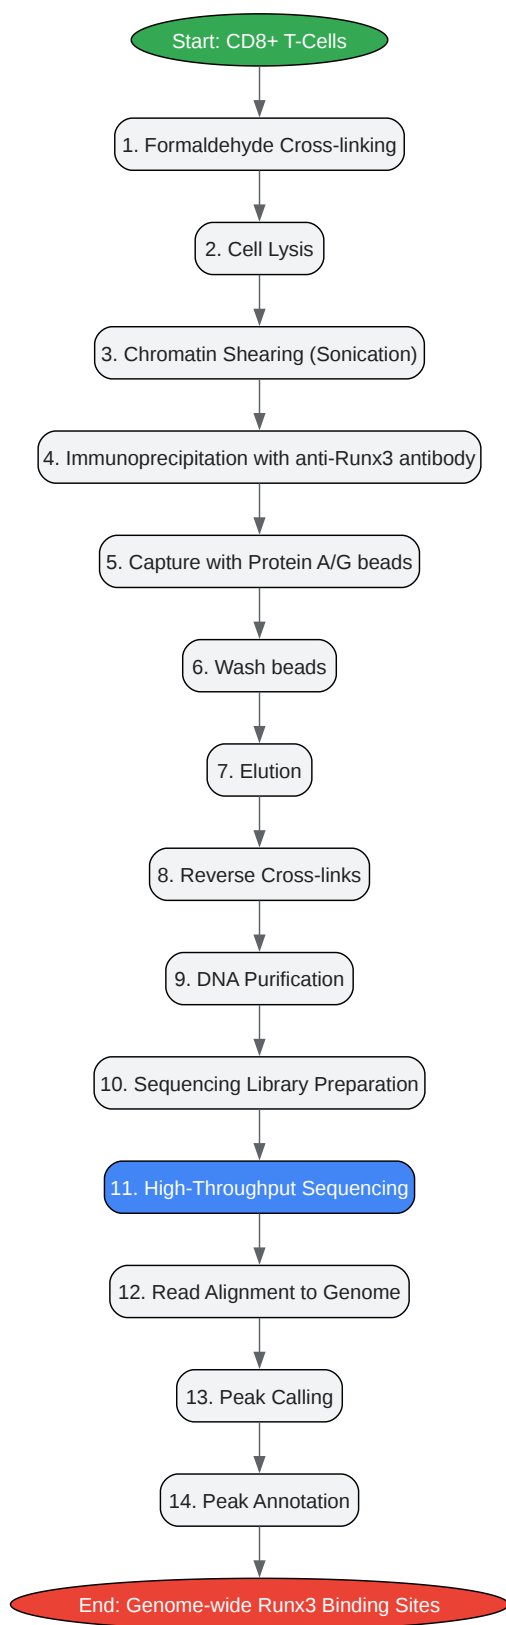 Start: CD8+ T-Cells
1. Formaldehyde Cross-linking
2. Cell Lysis
3. Chromatin Shearing (Sonication)
4. Immunoprecipitation with anti-Runx3 antibody
5. Capture with Protein A/G beads
6. Wash beads
7. Elution
8. Reverse Cross-links
9. DNA Purification
10. Sequencing Library Preparation
11. High-Throughput Sequencing
12. Read Alignment to Genome
13. Peak Calling
14. Peak Annotation
End: Genome-wide Runx3 Binding Sites